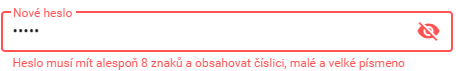 Nové heslo
•••••
Heslo musí mít alespoň 8 znaků a obsahovat číslici, malé a velké písmeno